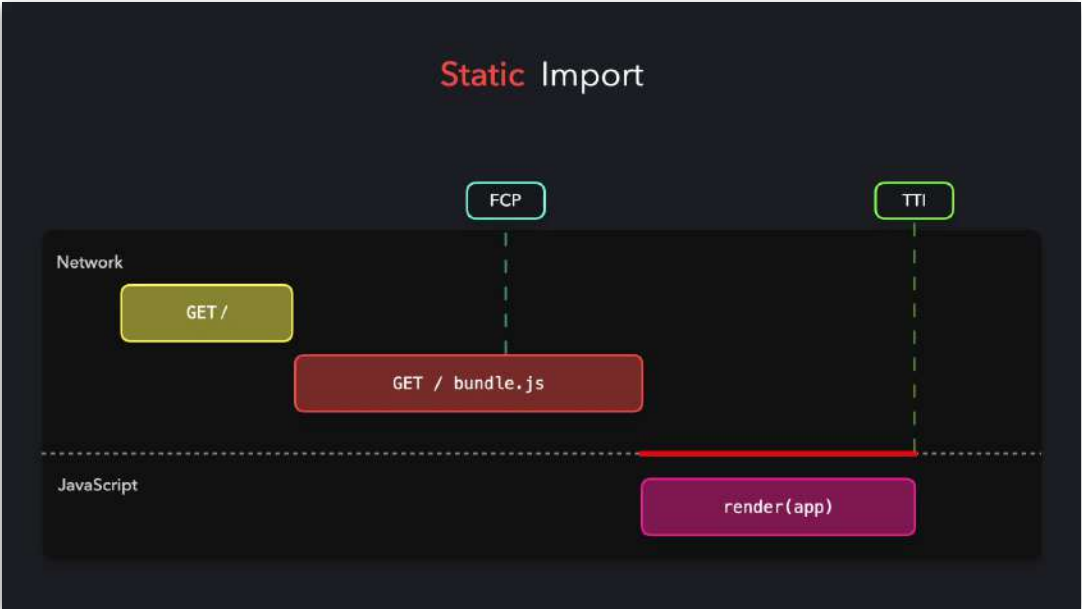 Static Import
FCP
TTI
Network
GET /
GET / bundle.js
JavaScript
render(app)